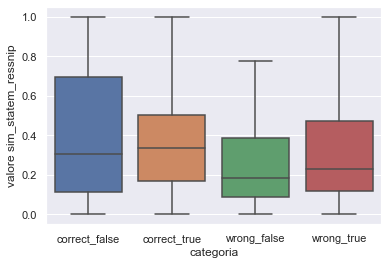 valore sim_statem_ressnip
1.0
0.8
0.6
0.4
0.2
0.0
correct_false correct_true wrong_false wrong_true
categoria